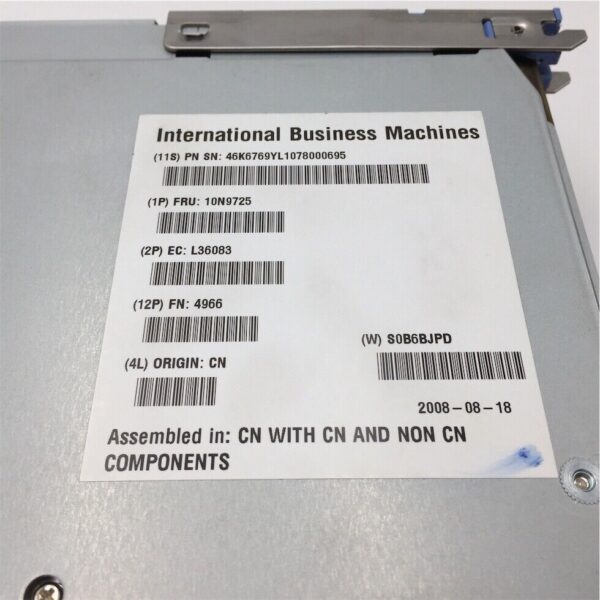 International Business Machines
(11S) PN SN: 46K6769YL1078000695
(1P) FRU: 10N9725
(2P) EC: L36083
(12P) FN: 4966
(W) S0B6BJPD
(4L) ORIGIN: CN
2008-08-18
Assembled in: CN WITH CN AND NON CN
COMPONENTS